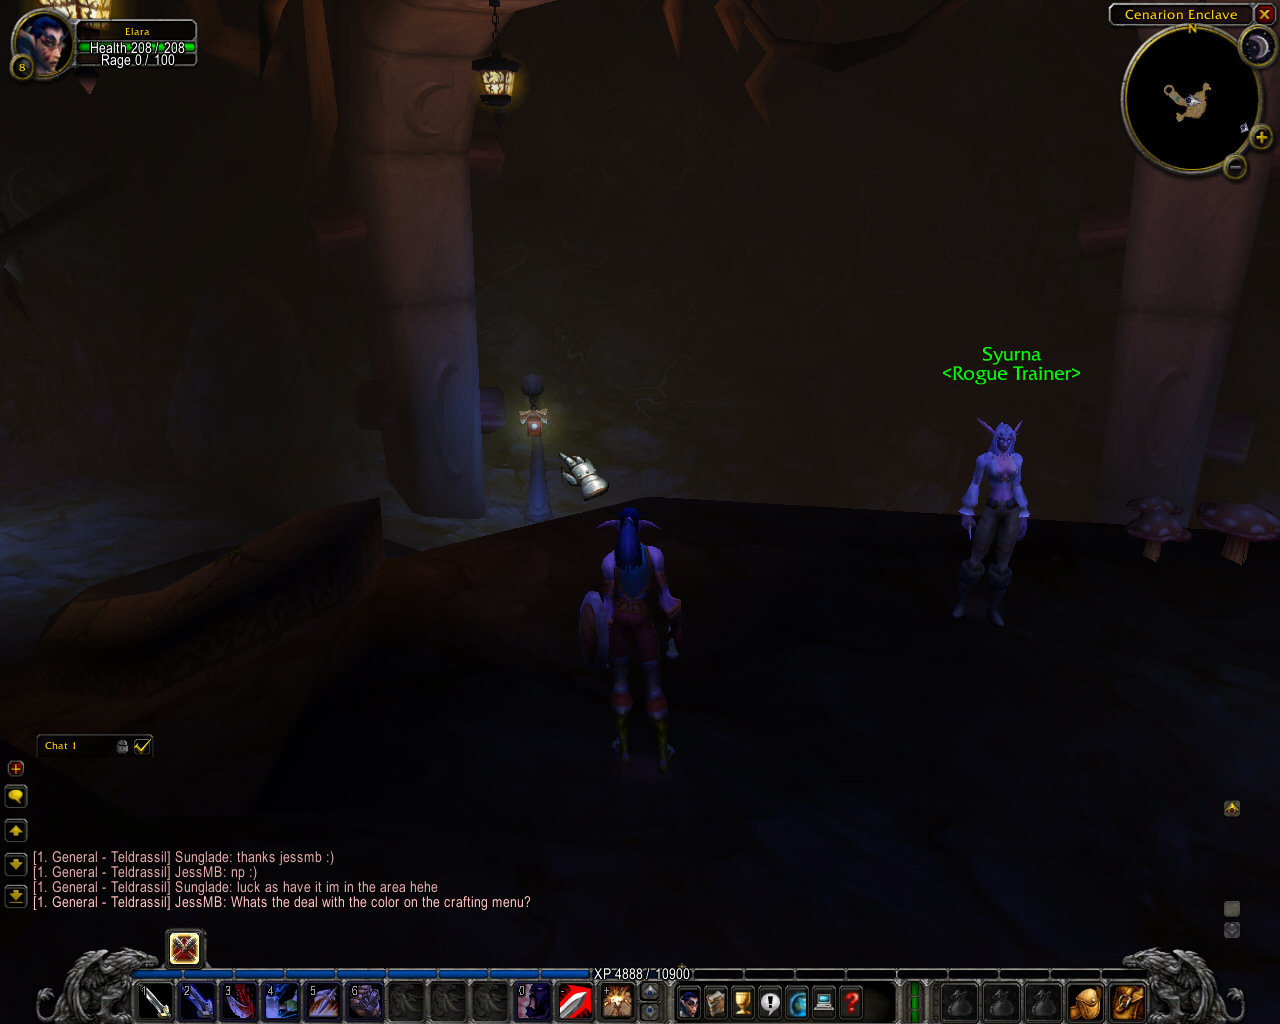 Elara
Health 208 / 208
Rage 0 / 100
8
Cenarion Enclave
N
Syurna
<Rogue Trainer>
Chat 1
[1. General - Teldrassil] Sunglade: thanks jessmb :)
[1. General - Teldrassil] JessMB: np :)
[1. General - Teldrassil] Sunglade: luck as have it im in the area hehe
[1. General - Teldrassil] JessMB: Whats the deal with the color on the crafting menu?
XP 4888 / 10900
1 2 3 4 5 6 0 - +